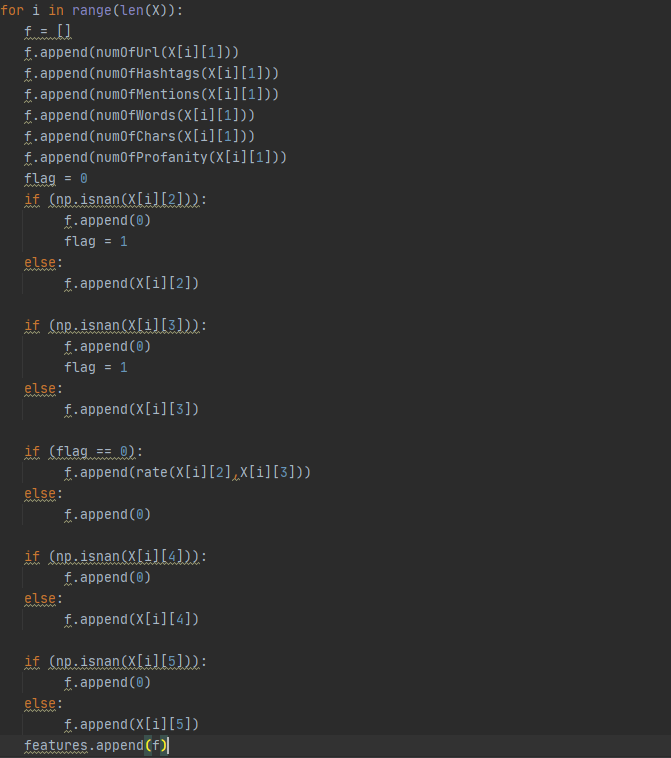 for i in range(len(X)):
   f = []
   f.append(numOfUrl(X[i][1]))
   f.append(numOfHashtags(X[i][1]))
   f.append(numOfMentions(X[i][1]))
   f.append(numOfWords(X[i][1]))
   f.append(numOfChars(X[i][1]))
   f.append(numOfProfanity(X[i][1]))
   flag = 0
   if (np.isnan(X[i][2])):
        f.append(0)
        flag = 1
   else:
        f.append(X[i][2])

   if (np.isnan(X[i][3])):
        f.append(0)
        flag = 1
   else:
        f.append(X[i][3])

   if (flag == 0):
        f.append(rate(X[i][2],X[i][3]))
   else:
        f.append(0)

   if (np.isnan(X[i][4])):
        f.append(0)
   else:
        f.append(X[i][4])

   if (np.isnan(X[i][5])):
        f.append(0)
   else:
        f.append(X[i][5])
   features.append(f)